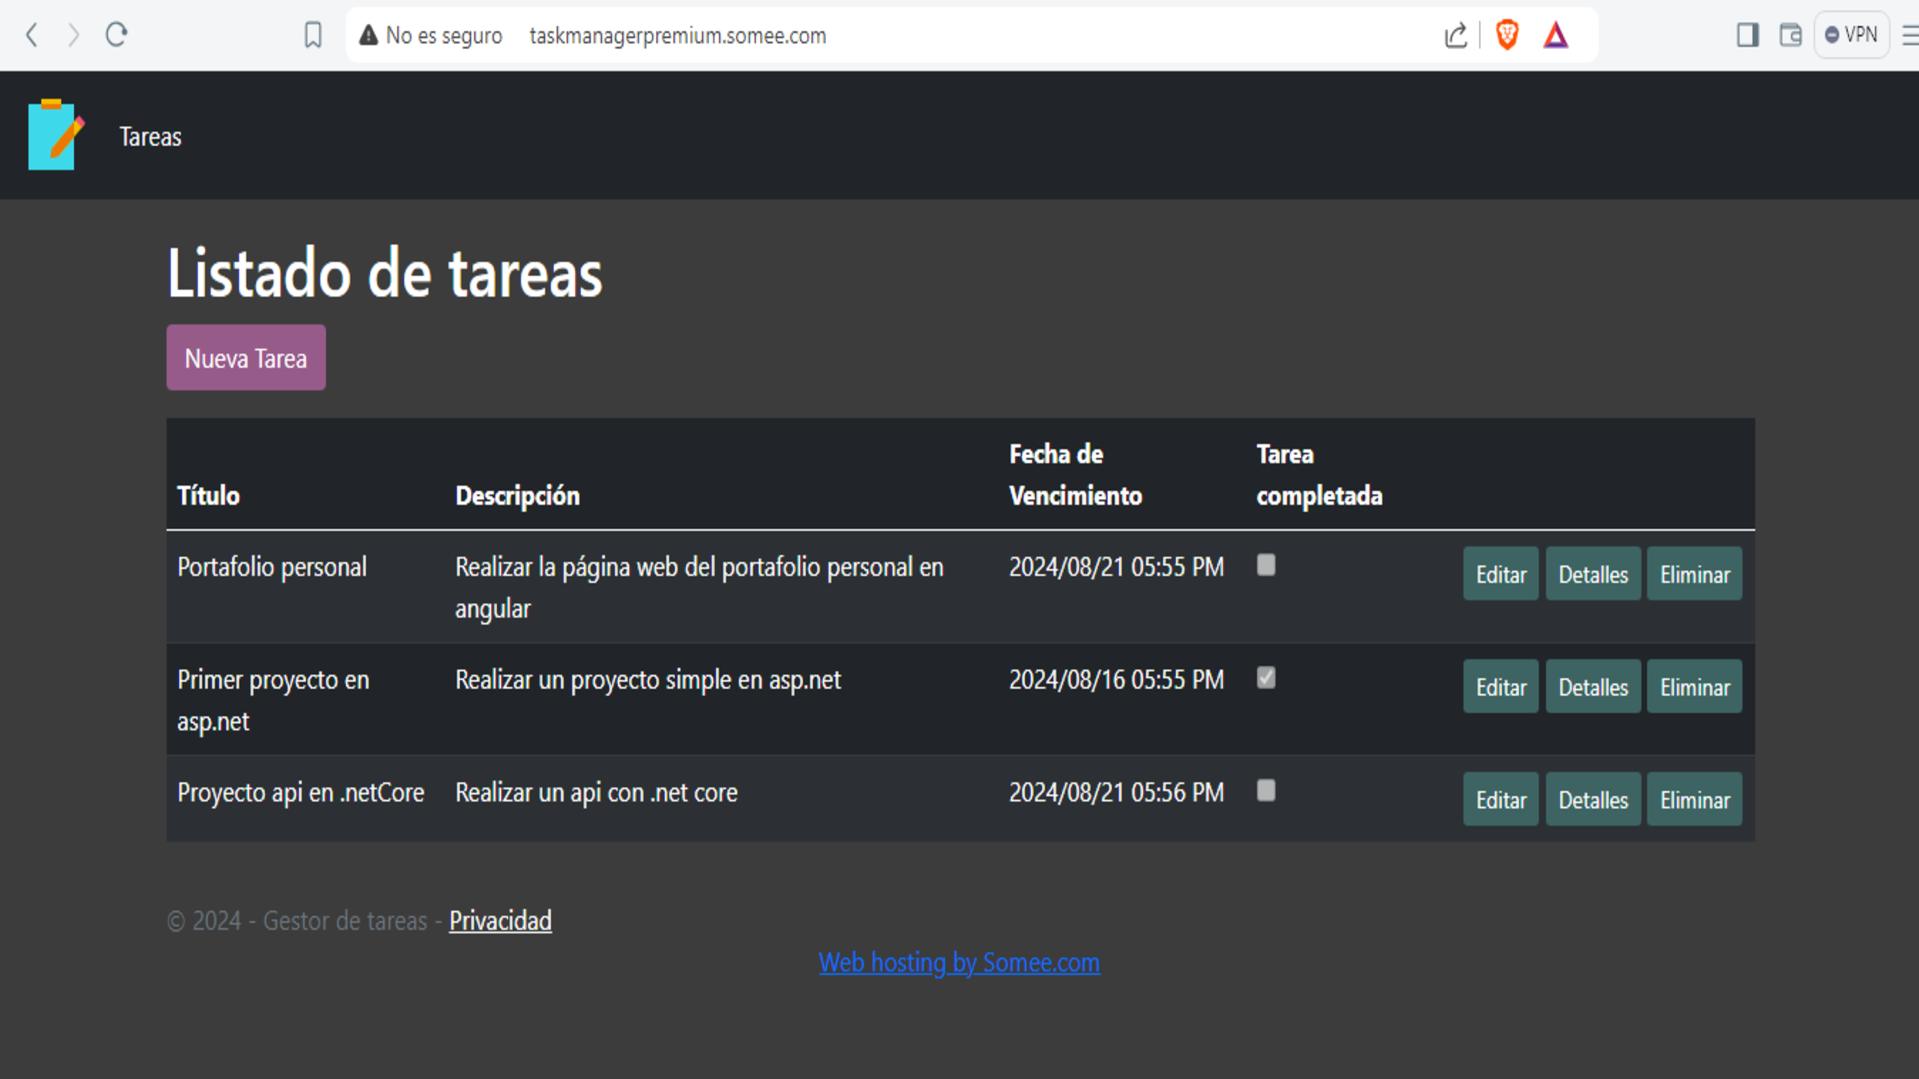 No es seguro taskmanagerpremium.somee.com
VPN
Tareas
Listado de tareas
Nueva Tarea
Fecha de Tarea
Título Descripción Vencimiento completada
Portafolio personal Realizar la página web del portafolio personal en 2024/08/21 05:55 PM Editar Detalles Eliminar
angular
Primer proyecto en Realizar un proyecto simple en asp.net 2024/08/16 05:55 PM Editar Detalles Eliminar
asp.net
Proyecto api en .netCore Realizar un api con .net core 2024/08/21 05:56 PM Editar Detalles Eliminar
© 2024 - Gestor de tareas - Privacidad
Web hosting by Somee.com